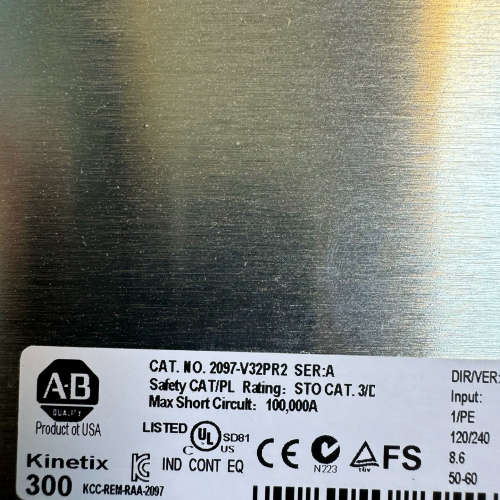 CAT. NO. 2097-V32PR2 SER:A
Safety CAT/PL Rating: STO CAT. 3/D
Max Short Circuit: 100,000A
A-B
QUALITY
Product of USA
LISTED
UL
SD81
C US
IND CONT EQ
CE
N223
TÜV
FS
Kinetix
300
KCC-REM-RAA-2097
DIR/VER:
Input:
1/PE
120/240
8.6
50-60